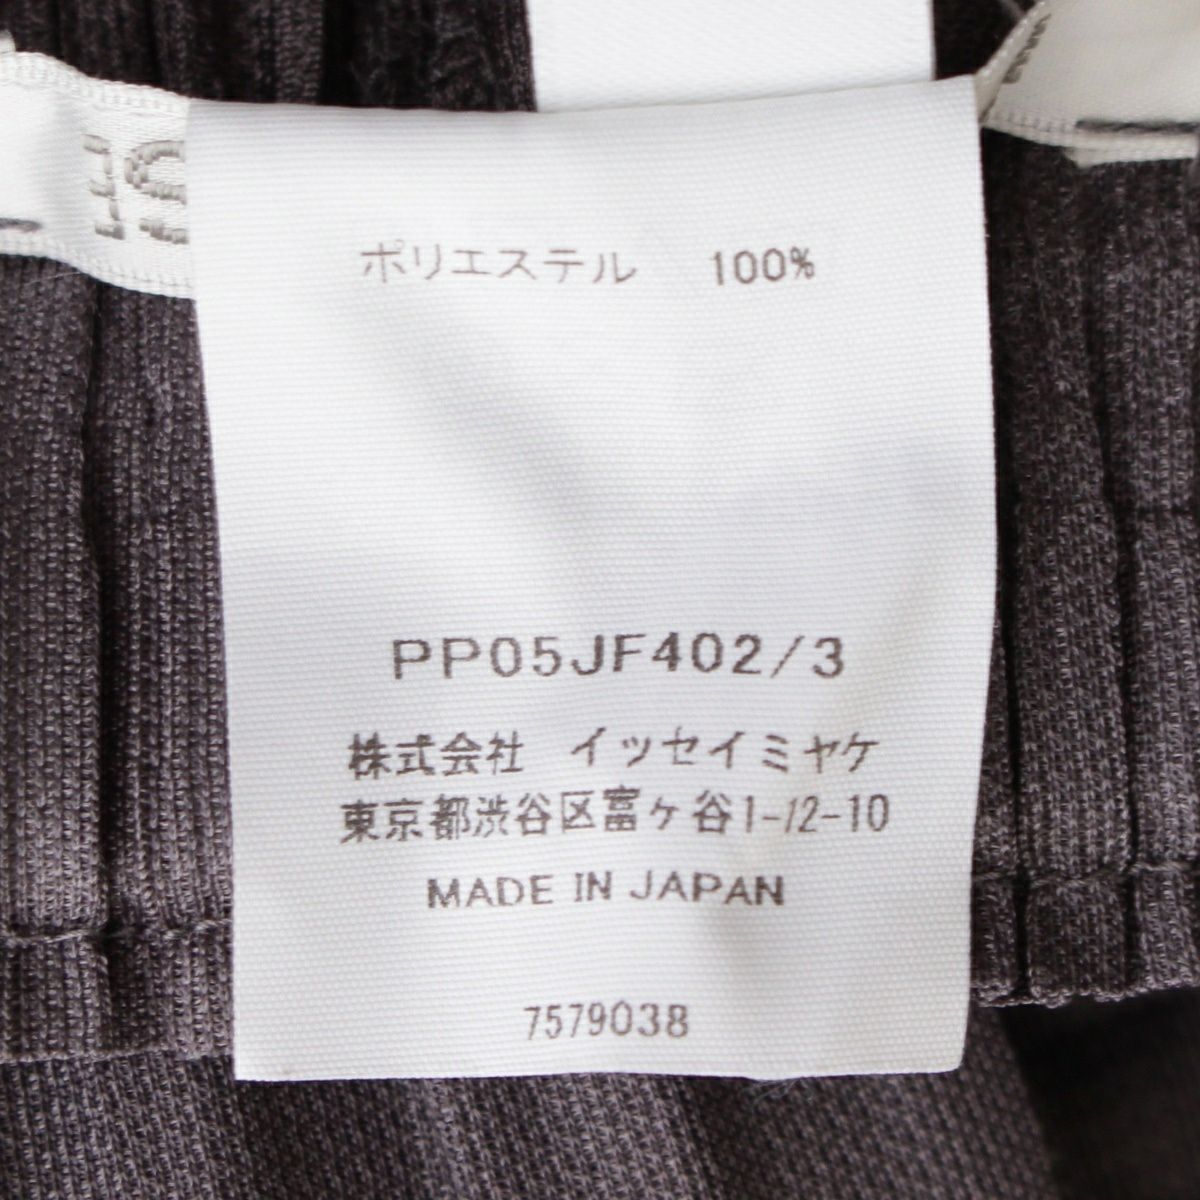 ポリエステル 100%
PP05JF402/3
株式会社 イッセイミヤケ
東京都渋谷区富ヶ谷1-12-10
MADE IN JAPAN
7579038